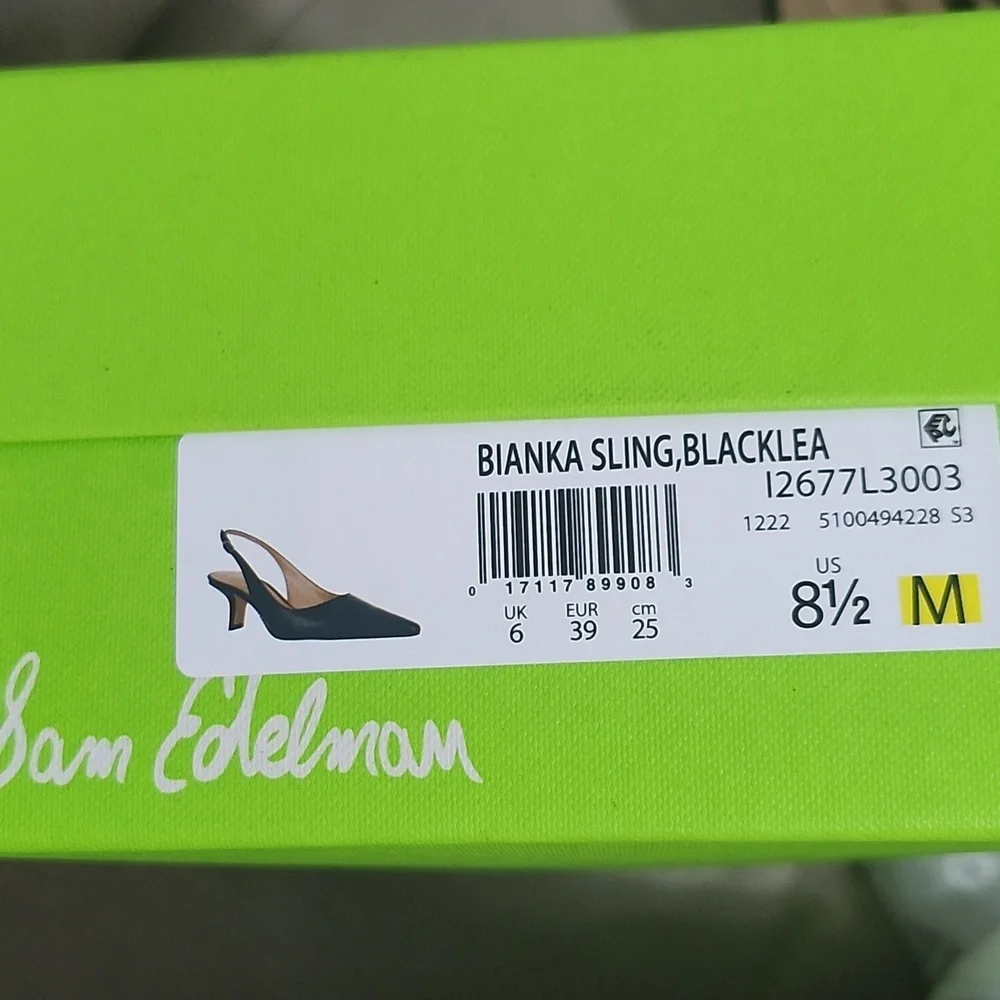 BIANKA SLING,BLACKLEA
I2677L3003
1222 5100494228 S3
0 17117 89908 3
UK EUR cm
6 39 25
US
8½ M
Sam Edelman